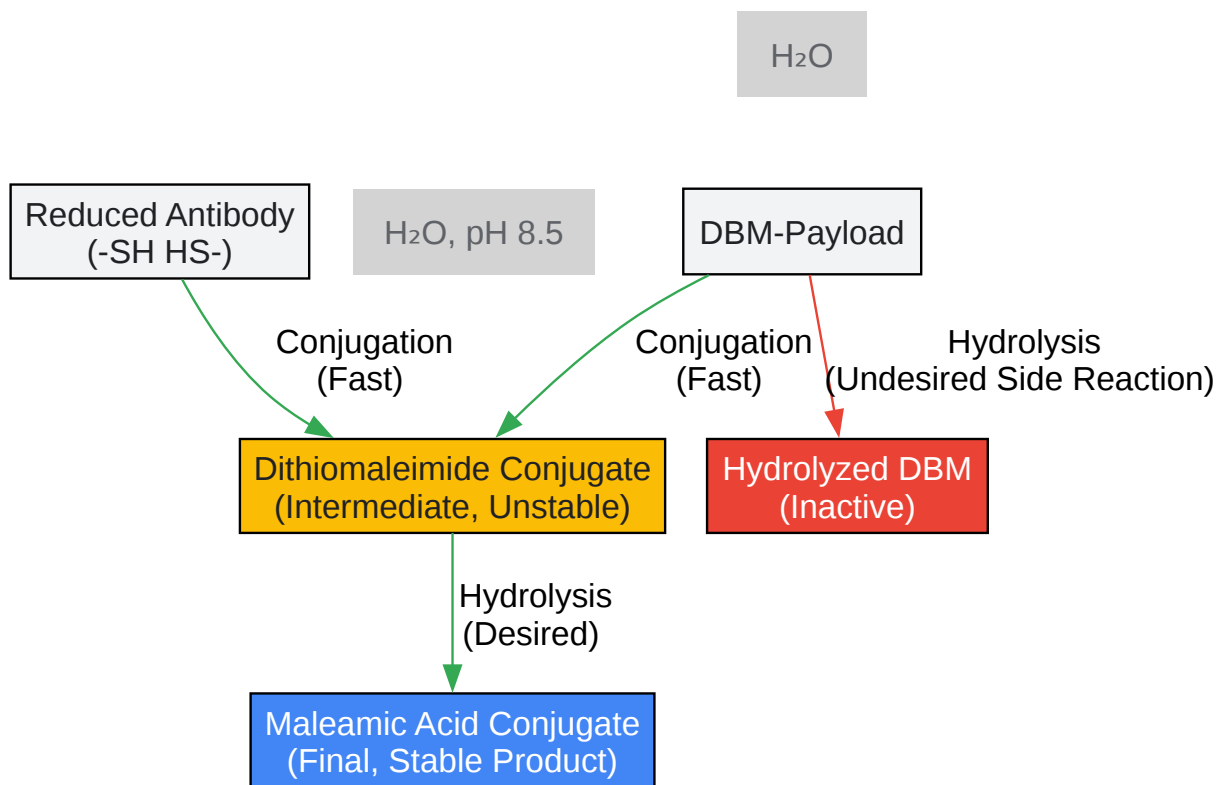 H₂O
Reduced Antibody
(-SH HS-)
H₂O, pH 8.5
DBM-Payload
Conjugation
(Fast)
Conjugation
(Fast)
Hydrolysis
(Undesired Side Reaction)
Dithiomaleimide Conjugate
(Intermediate, Unstable)
Hydrolyzed DBM
(Inactive)
Hydrolysis
(Desired)
Maleamic Acid Conjugate
(Final, Stable Product)